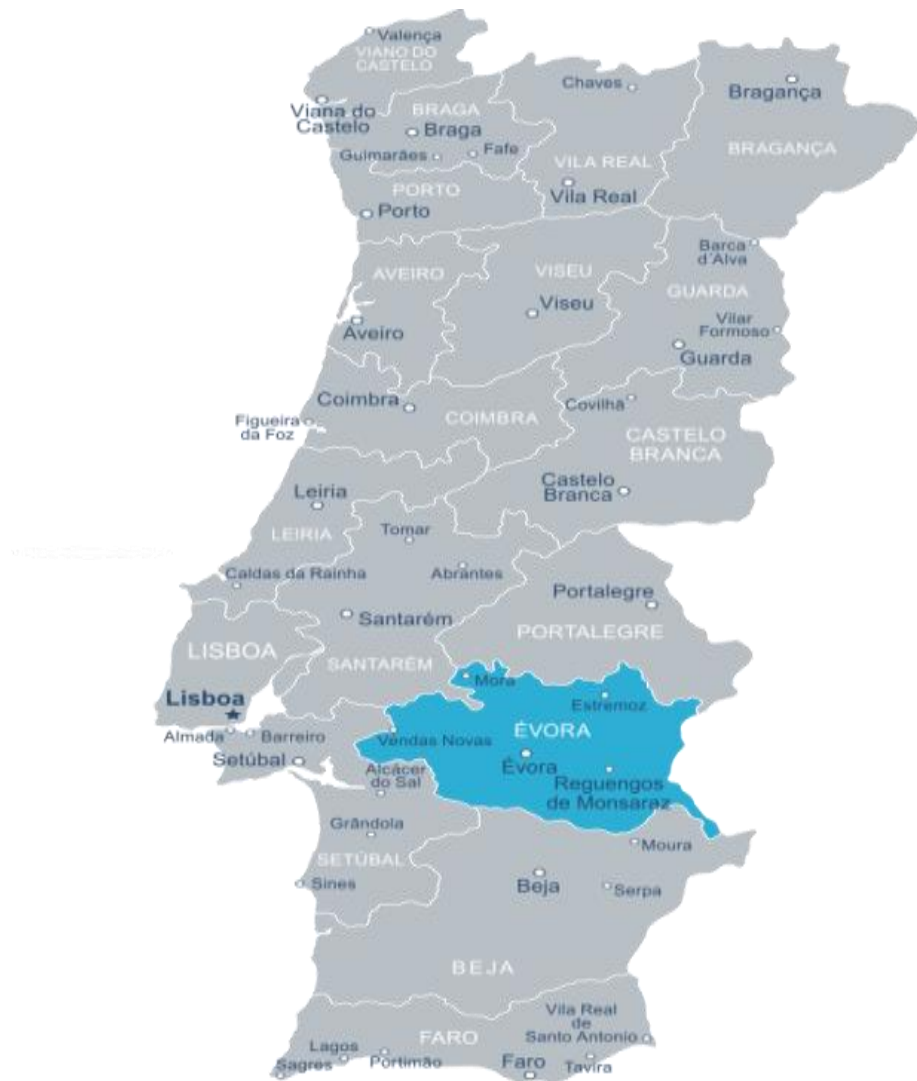 Valença
VIANO DO
CASTELO
Viana do
Castelo
BRAGA
Braga
Guimarães
Fafe
Chaves
VILA REAL
Vila Real
Bragança
BRAGANÇA
PORTO
Porto
AVEIRO
Aveiro
VISEU
Viseu
Barca
d´Alva
GUARDA
Vilar
Formoso
Guarda
Coimbra
COIMBRA
Figueira
da Foz
Covilhã
CASTELO
BRANCA
Castelo
Branca
Leiria
LEIRIA
Tomar
Caldas da Rainha
Abrantes
Santarém
SANTARÉM
Portalegre
PORTALEGRE
LISBOA
Lisboa
Almada
Barreiro
Setûbal
Mora
Estremoz
ÉVORA
Vendas Novas
Évora
Reguengos
de Monsaraz
Alcácer
do Sal
Grândola
SETÛBAL
Sines
Moura
Beja
Serpa
BEJA
Vila Real
de
Santo Antonio
FARO
Lagos
Portimão
Sagres
Faro
Tavira